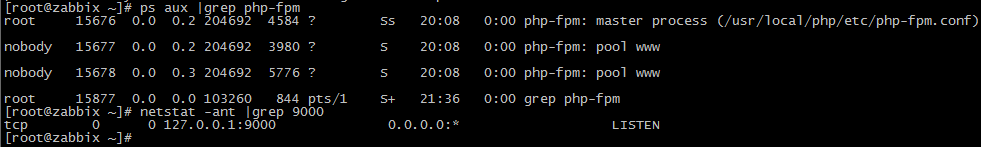 [root@zabbix ~]# ps aux |grep php-fpm
root     15676  0.0  0.2 204692  4584 ?        Ss   20:08   0:00 php-fpm: master process (/usr/local/php/etc/php-fpm.conf)
nobody   15677  0.0  0.2 204692  3980 ?        S    20:08   0:00 php-fpm: pool www
nobody   15678  0.0  0.3 204692  5776 ?        S    20:08   0:00 php-fpm: pool www
root     15877  0.0  0.0 103260   844 pts/1    S+   21:36   0:00 grep php-fpm
[root@zabbix ~]# netstat -ant |grep 9000
tcp        0      0 127.0.0.1:9000              0.0.0.0:*                   LISTEN
[root@zabbix ~]#